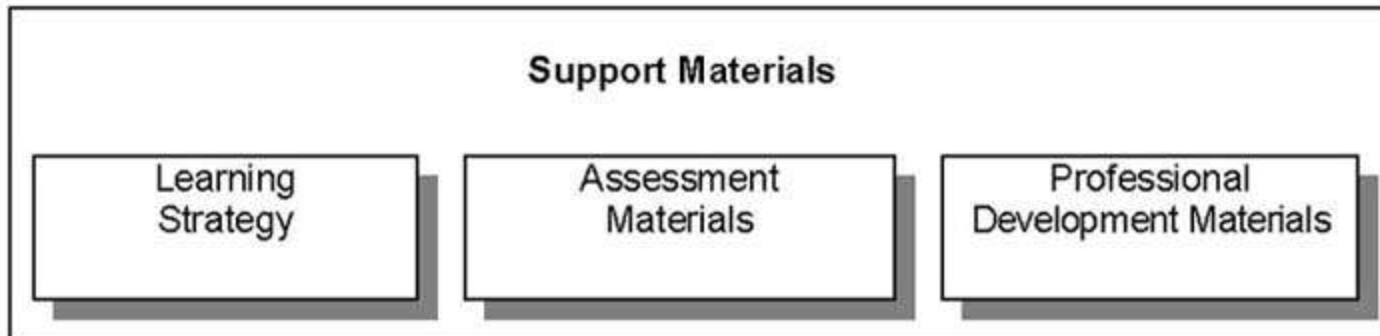 Support Materials
Learning
Strategy
Assessment
Materials
Professional
Development Materials